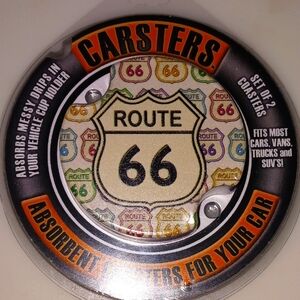 CARSTERS
ABSORBS MESSY DRIPS IN
YOUR VEHICLE CUP HOLDER
SET OF 2
COASTERS
FITS MOST
CARS, VANS,
TRUCKS and
SUV'S!
ROUTE
66
ABSORBENT COASTERS FOR YOUR CAR